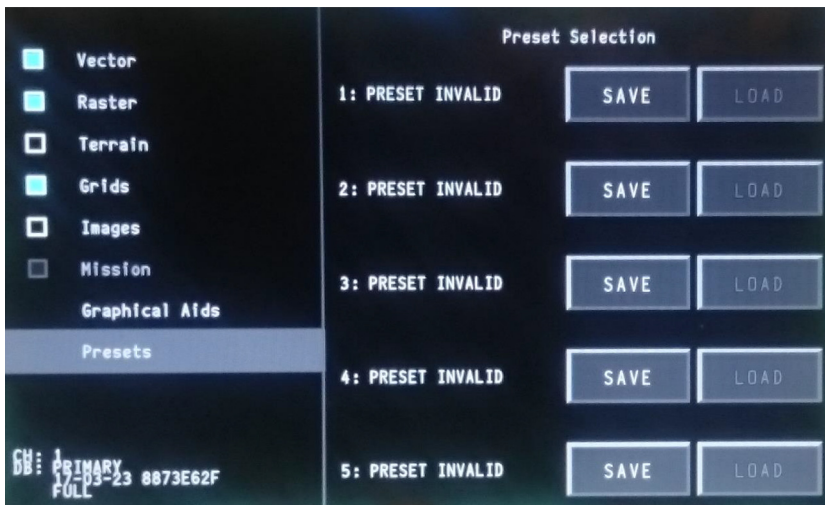 Vector
Raster
Terrain
Grids
Images
Mission
Graphical Aids
Presets
CH: 1
DB: PRIMARY
17-03-23 8873E62F
FULL
Preset Selection
1: PRESET INVALID SAVE LOAD
2: PRESET INVALID SAVE LOAD
3: PRESET INVALID SAVE LOAD
4: PRESET INVALID SAVE LOAD
5: PRESET INVALID SAVE LOAD